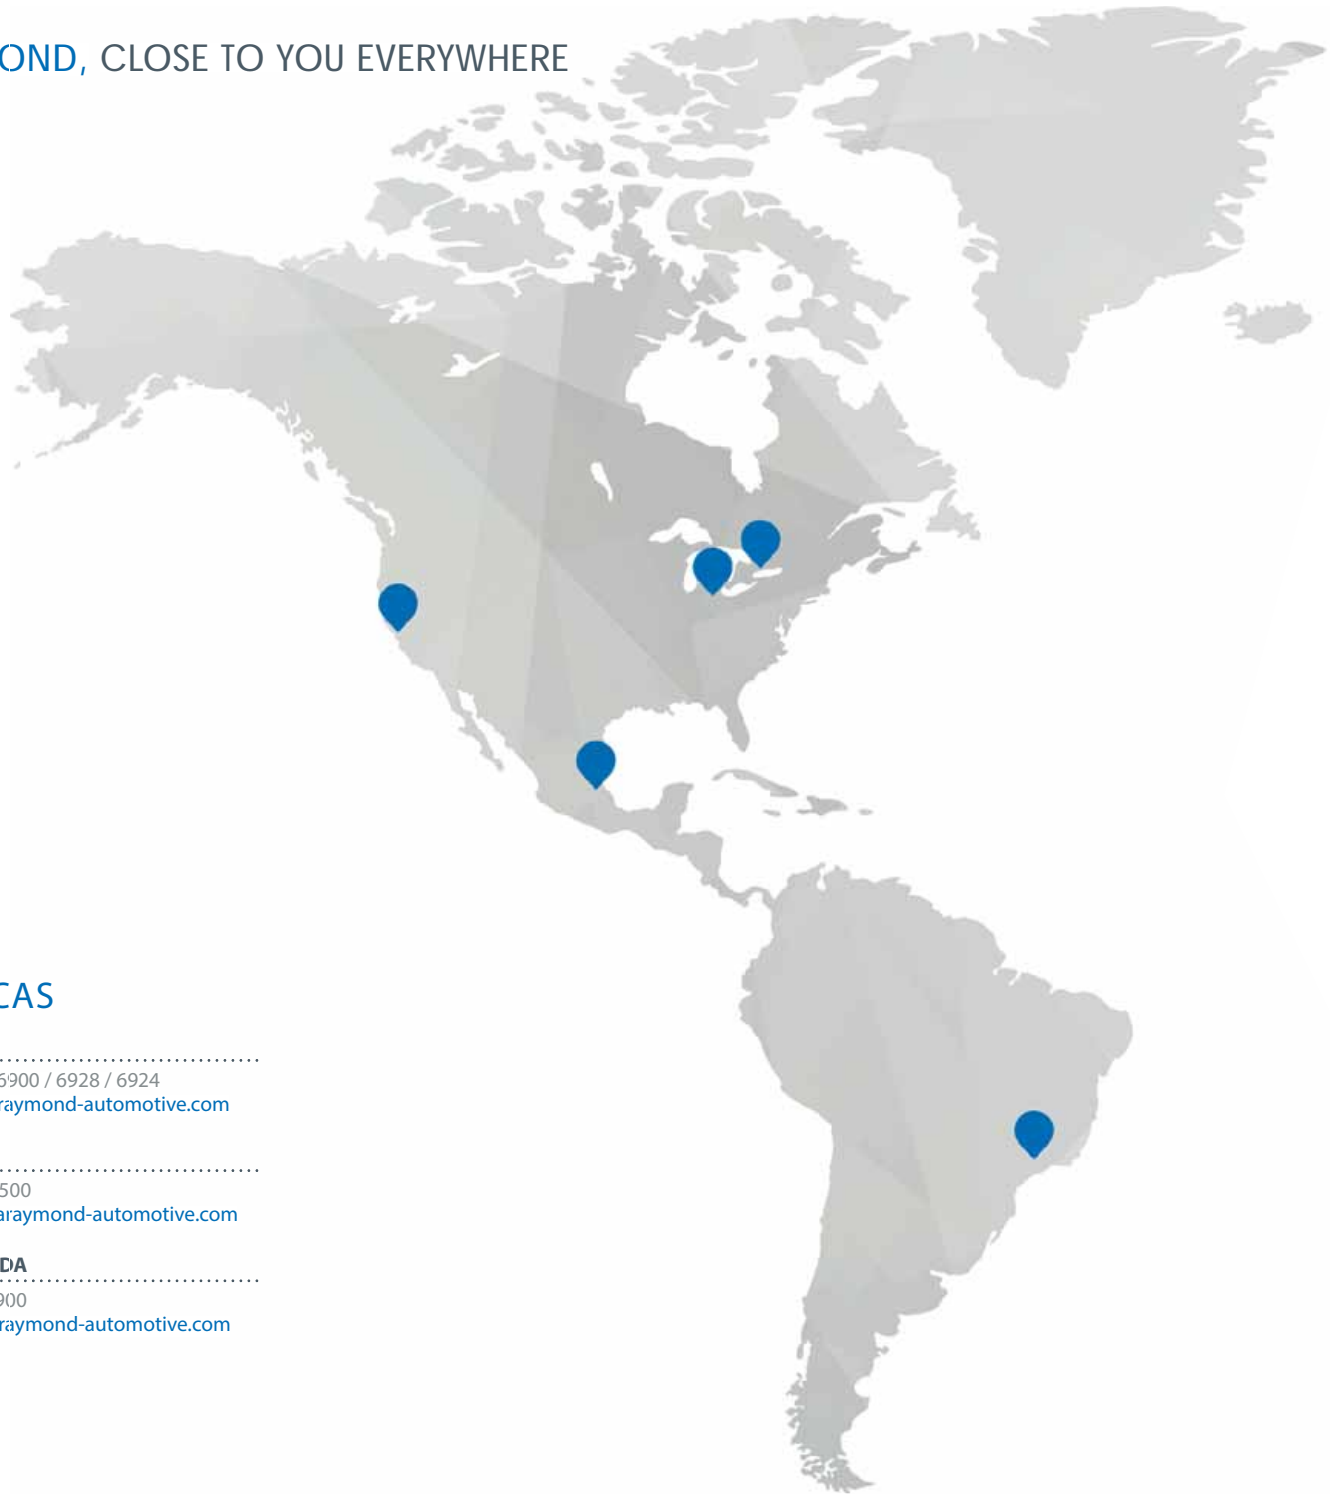 OND, CLOSE TO YOU EVERYWHERE
CAS
6900 / 6928 / 6924
raymond-automotive.com
500
araymond-automotive.com
DA
900
raymond-automotive.com